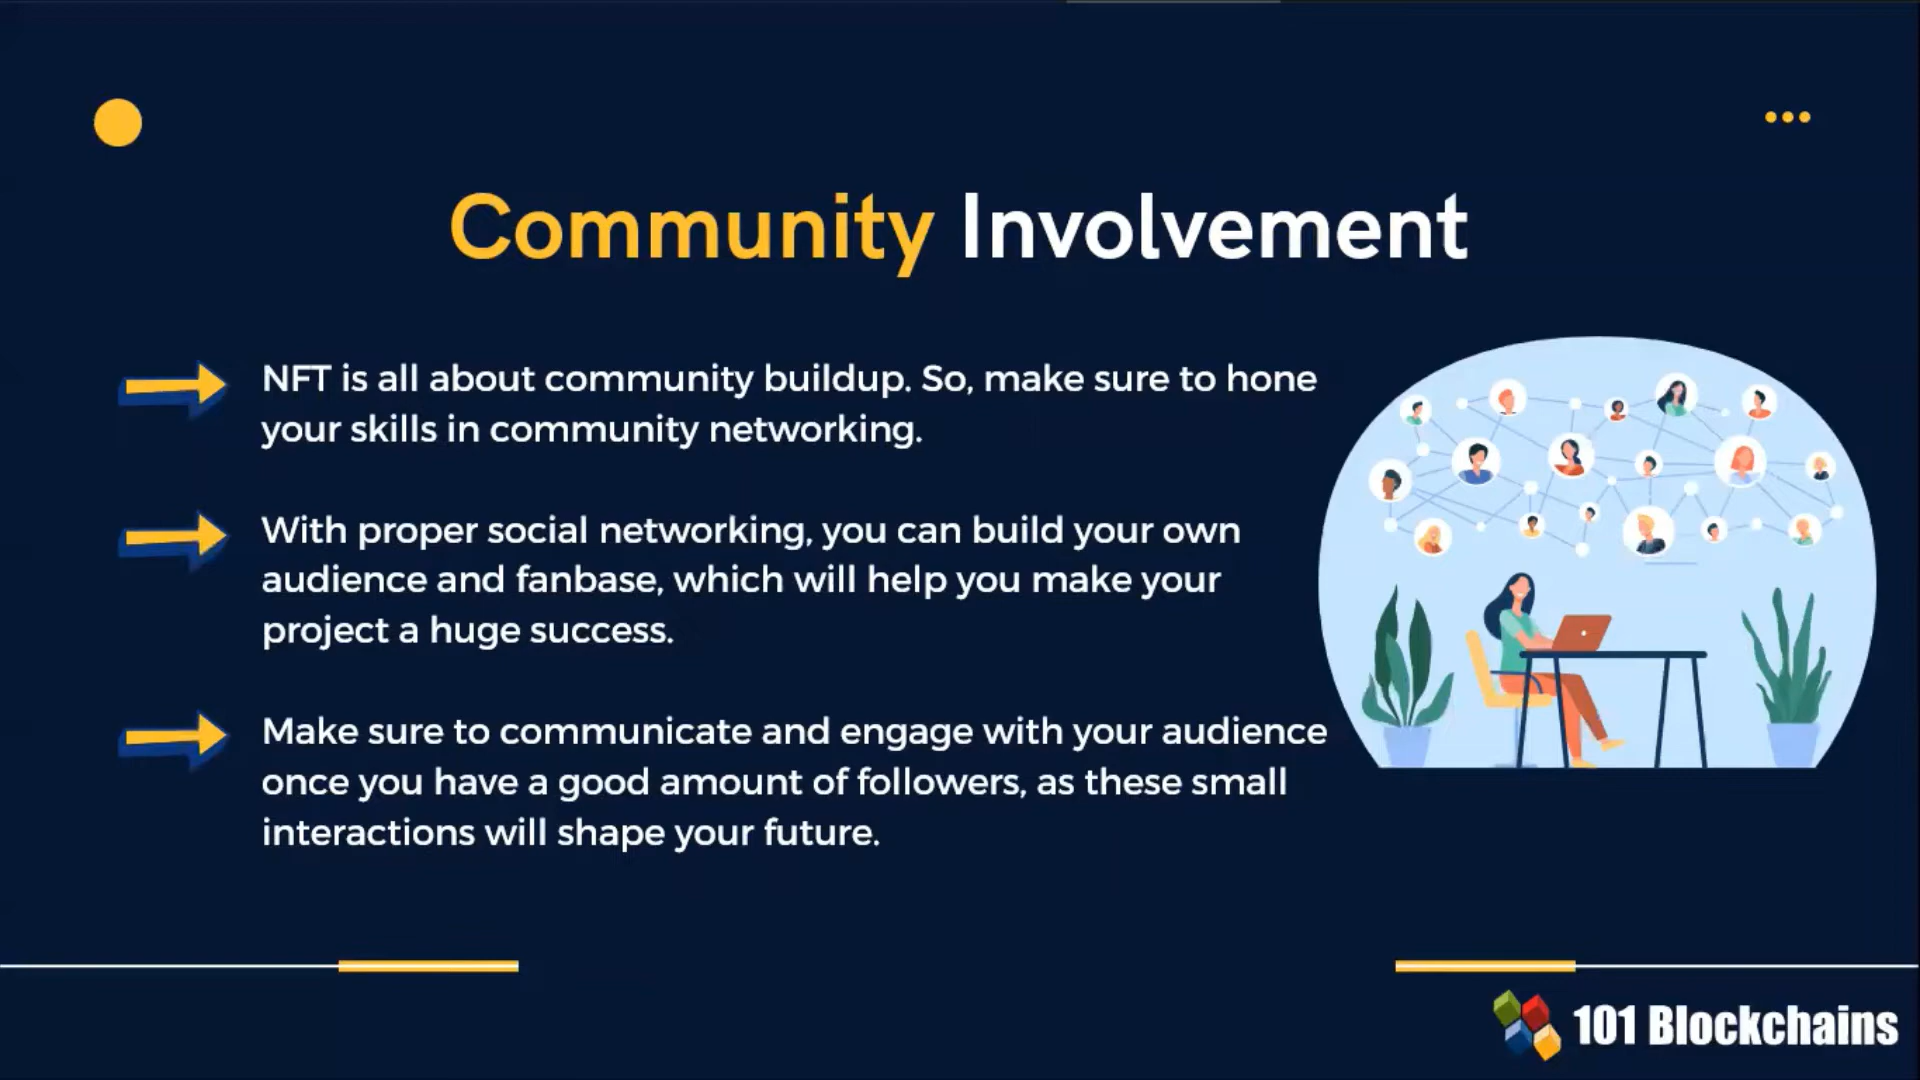 Community Involvement
NFT is all about community buildup. So, make sure to hone
your skills in community networking.
With proper social networking, you can build your own
audience and fanbase, which will help you make your
project a huge success.
Make sure to communicate and engage with your audience
once you have a good amount of followers, as these small
interactions will shape your future.
101 Blockchains